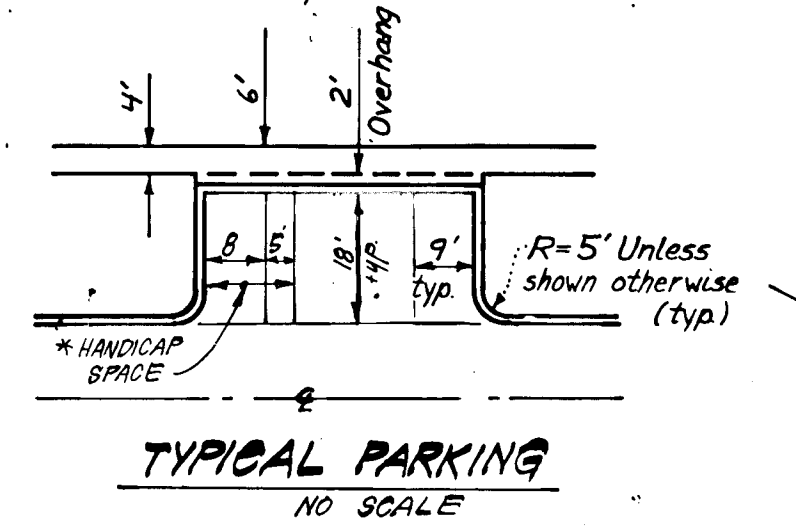 4'
6'
2'
Overhang
8
5'
18'
typ.
9'
typ.
R=5' Unless
shown otherwise
(typ.)
* HANDICAP
SPACE
℄
TYPICAL PARKING
NO SCALE